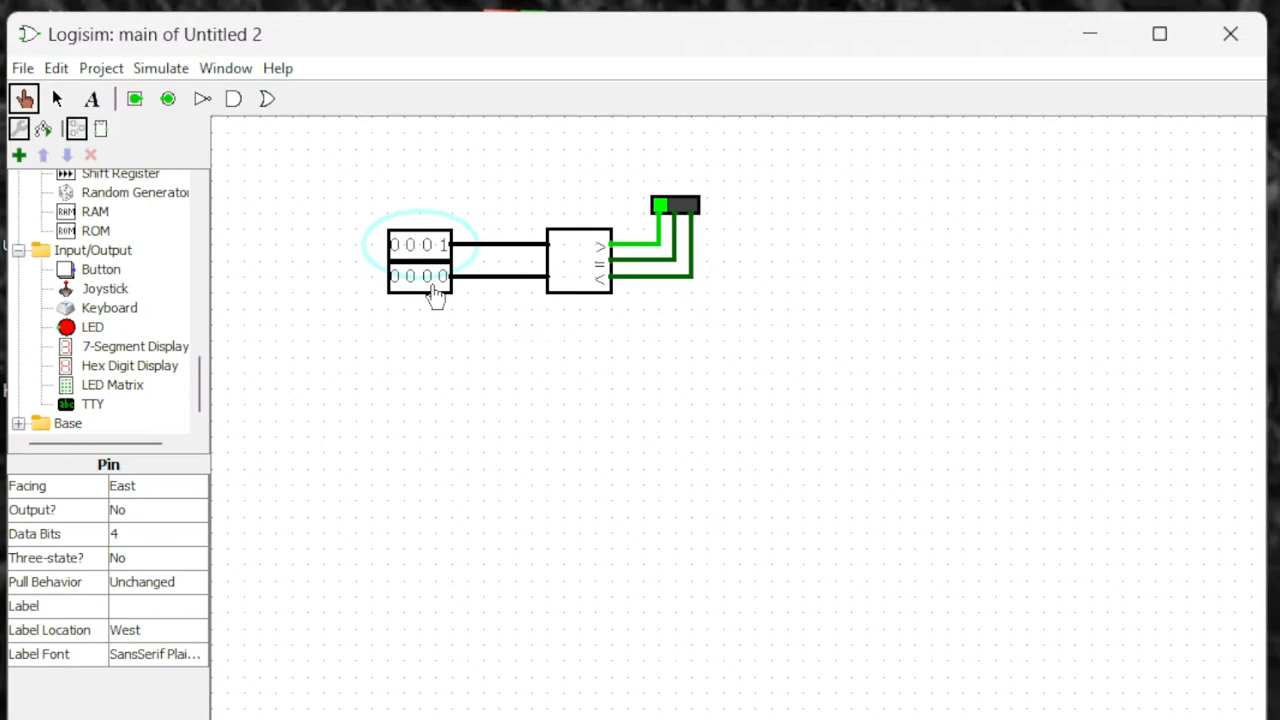 Logisim: main of Untitled 2
File Edit Project Simulate Window Help
A
Shift Register
Random Generator
RAM RAM
ROM ROM
Input/Output
Button
Joystick
Keyboard
LED
7-Segment Display
Hex Digit Display
LED Matrix
abc TTY
Base
Pin
Facing East
Output? No
Data Bits 4
Three-state? No
Pull Behavior Unchanged
Label
Label Location West
Label Font SansSerif Plai...
0 0 0 1
0 0 0 0
>
=
<